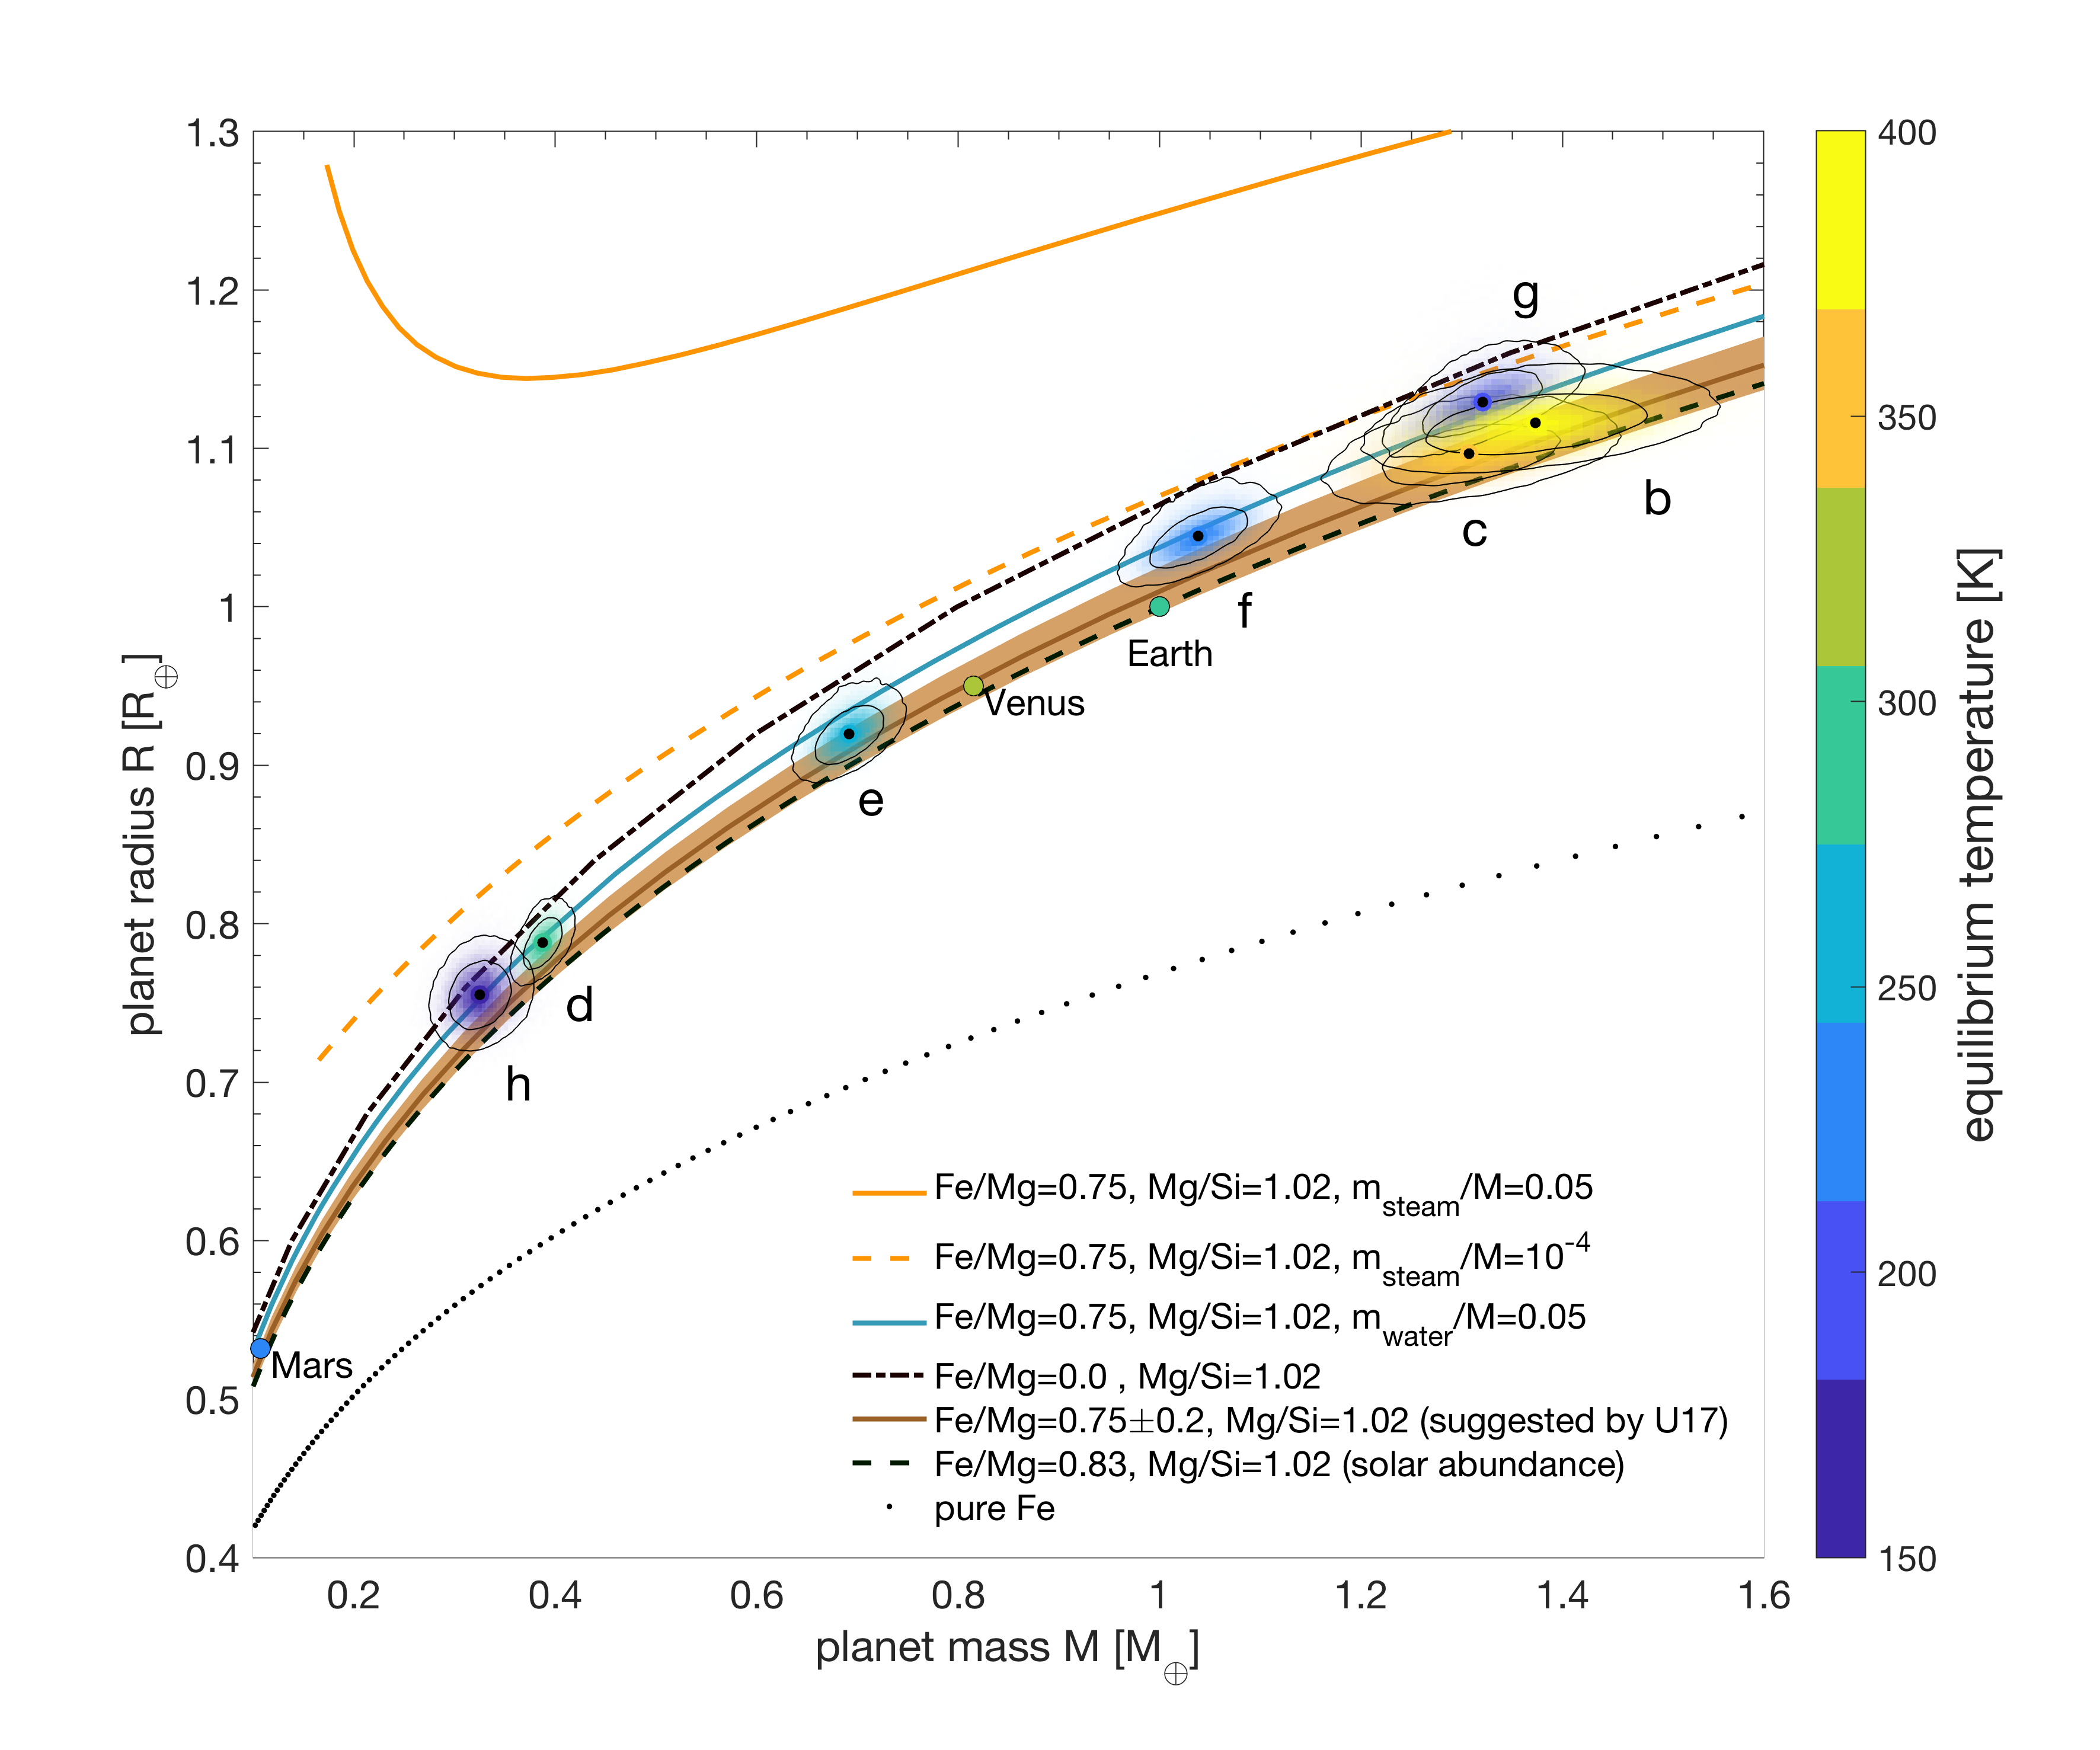 1.3
1.2
1.1
1
0.9
0.8
0.7
0.6
0.5
0.4
planet radius R [R⊕]
0.2 0.4 0.6 0.8 1 1.2 1.4 1.6
planet mass M [M⊕]
g
b
c
f
Earth
Venus
e
d
h
Mars
Fe/Mg=0.75, Mg/Si=1.02, m_steam/M=0.05
Fe/Mg=0.75, Mg/Si=1.02, m_steam/M=10^-4
Fe/Mg=0.75, Mg/Si=1.02, m_water/M=0.05
Fe/Mg=0.0 , Mg/Si=1.02
Fe/Mg=0.75±0.2, Mg/Si=1.02 (suggested by U17)
Fe/Mg=0.83, Mg/Si=1.02 (solar abundance)
pure Fe
400
350
300
250
200
150
equilibrium temperature [K]